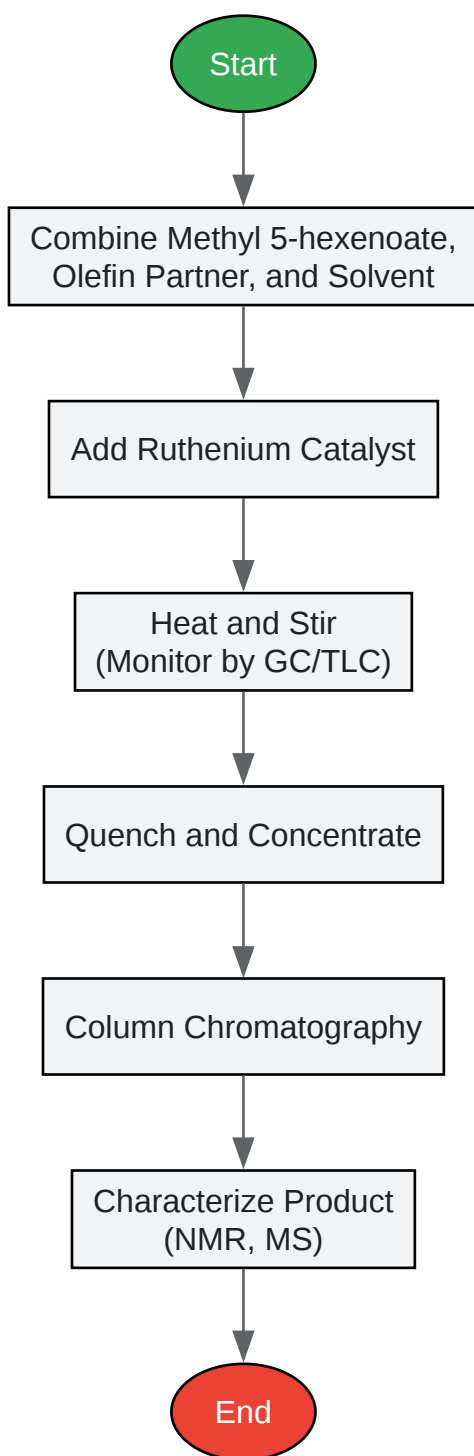 Start
Combine Methyl 5-hexenoate,
Olefin Partner, and Solvent
Add Ruthenium Catalyst
Heat and Stir
(Monitor by GC/TLC)
Quench and Concentrate
Column Chromatography
Characterize Product
(NMR, MS)
End